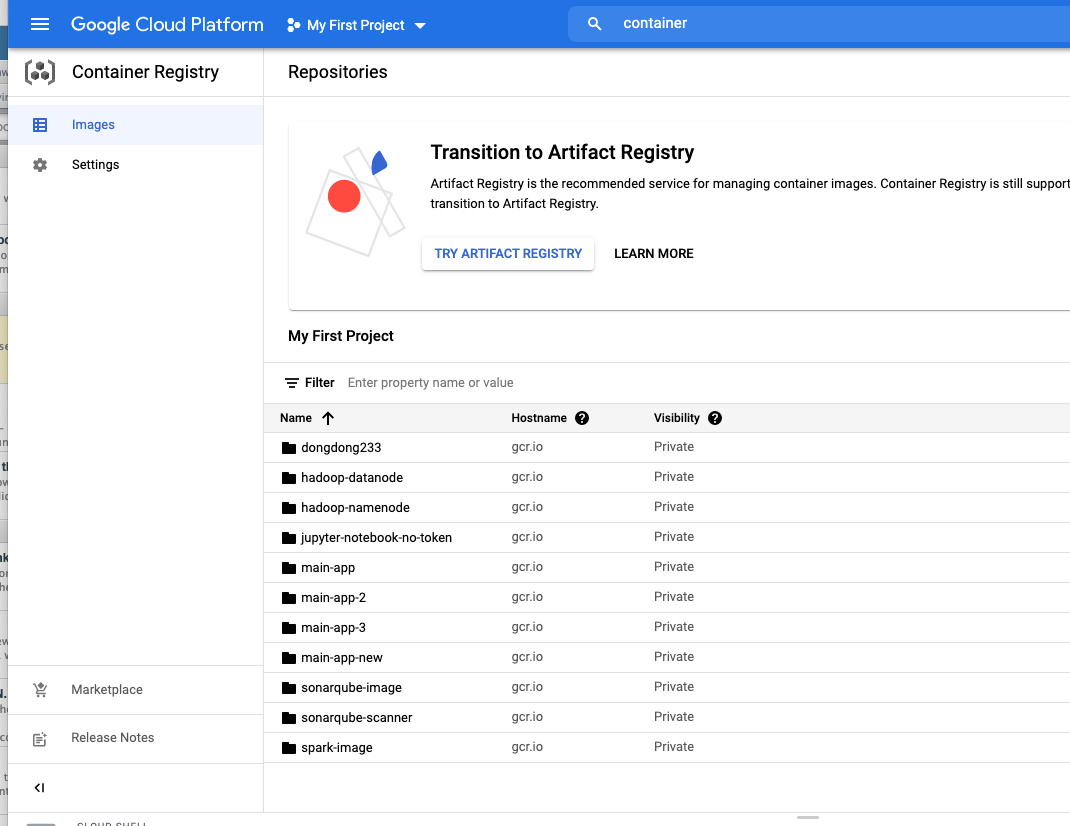 Google Cloud Platform
My First Project
container
Container Registry
Repositories
Images
Settings
Transition to Artifact Registry
Artifact Registry is the recommended service for managing container images. Container Registry is still support
transition to Artifact Registry.
TRY ARTIFACT REGISTRY
LEARN MORE
My First Project
Filter Enter property name or value
Name Hostname Visibility
dongdong233 gcr.io Private
hadoop-datanode gcr.io Private
hadoop-namenode gcr.io Private
jupyter-notebook-no-token gcr.io Private
main-app gcr.io Private
main-app-2 gcr.io Private
main-app-3 gcr.io Private
main-app-new gcr.io Private
sonarqube-image gcr.io Private
sonarqube-scanner gcr.io Private
spark-image gcr.io Private
Marketplace
Release Notes
CLOUD SHELL